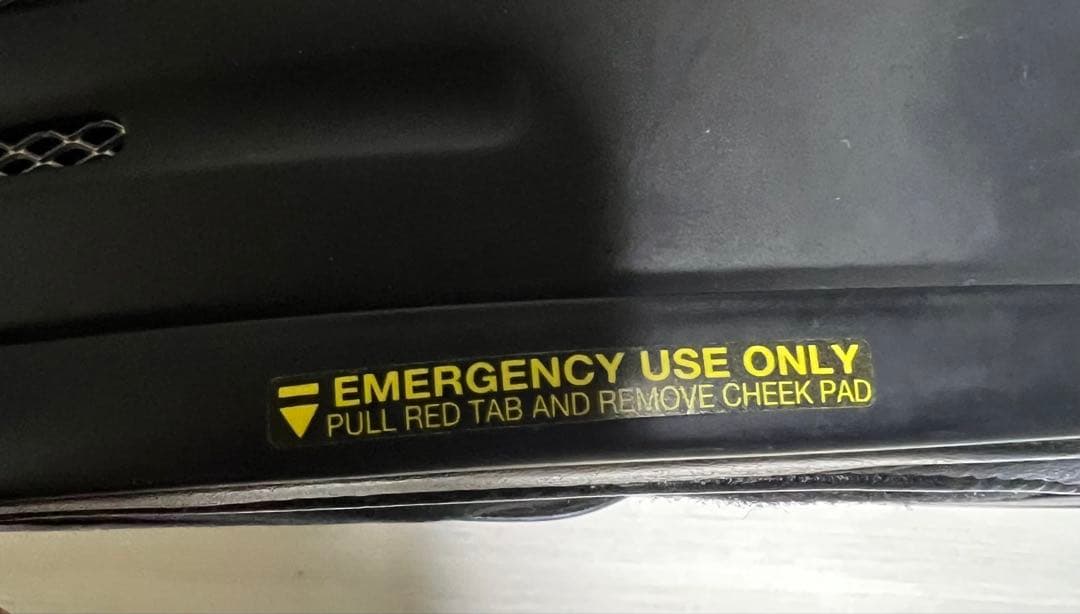 EMERGENCY USE ONLY
PULL RED TAB AND REMOVE CHEEK PAD